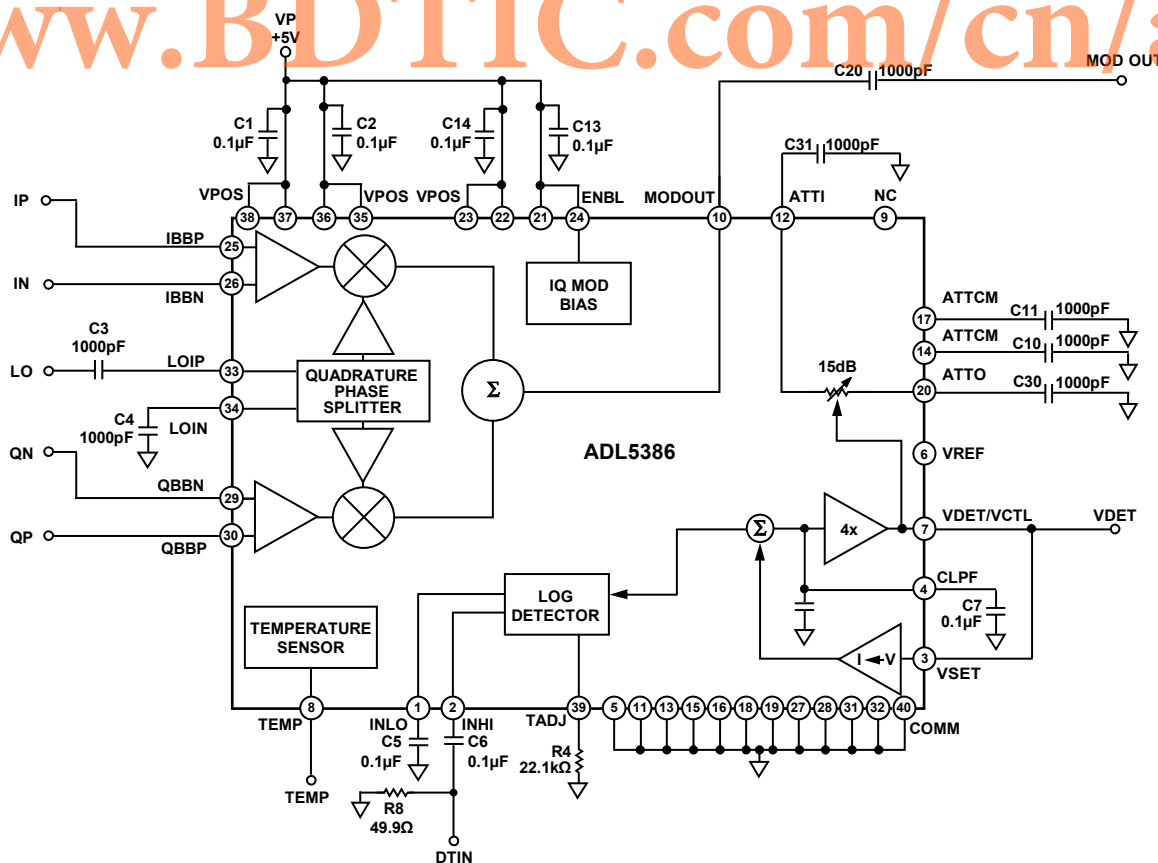 ww.BDTIC.com/cn/a
VP
+5V
MOD OUT
C20 1000pF
C1
0.1µF
C2
0.1µF
C14
0.1µF
C13
0.1µF
C31 1000pF
VPOS
VPOS
VPOS
ENBL
MODOUT
ATTI
NC
38
37
36
35
23
22
21
24
10
12
9
IP
IBBP
25
IN
26
IBBN
IQ MOD
BIAS
ATTCM
17
C11 1000pF
ATTCM
14
C10 1000pF
ATTO
20
C30 1000pF
C3
1000pF
LO
LOIP
33
QUADRATURE
PHASE
SPLITTER
Σ
15dB
34
LOIN
C4
1000pF
ADL5386
6
VREF
QN
QBBN
29
QP
30
QBBP
Σ
4x
7
VDET/VCTL
VDET
4
CLPF
C7
0.1µF
LOG
DETECTOR
TEMPERATURE
SENSOR
I V
3
VSET
8
1
2
39
5
11
13
15
16
18
19
27
28
31
32
40
TEMP
INLO
INHI
TADJ
COMM
C5
0.1µF
C6
0.1µF
R4
22.1kΩ
TEMP
R8
49.9Ω
DTIN